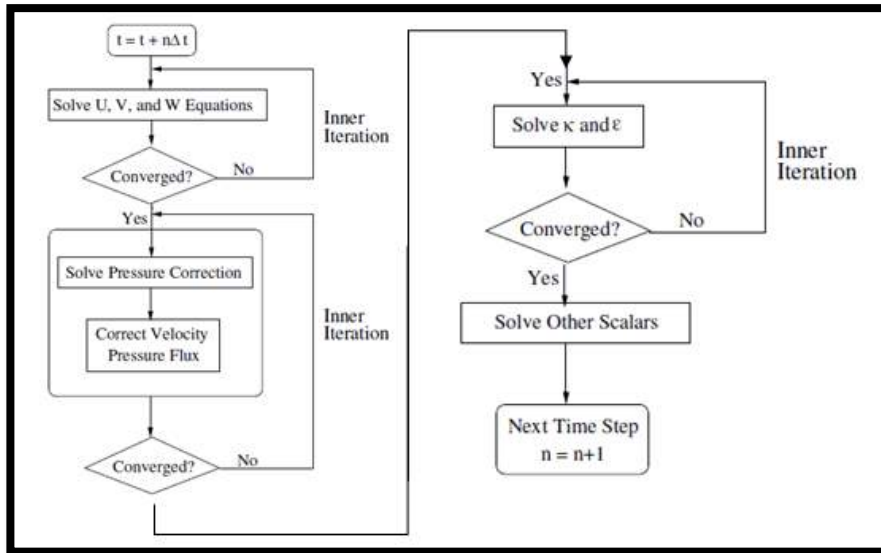 t = t + nΔt
Solve U, V, and W Equations
Inner
Iteration
Converged?
No
Yes
Solve Pressure Correction
Correct Velocity
Pressure Flux
Inner
Iteration
Converged?
No
Yes
Solve κ and ε
Inner
Iteration
Converged?
No
Yes
Solve Other Scalars
Next Time Step
n = n+1